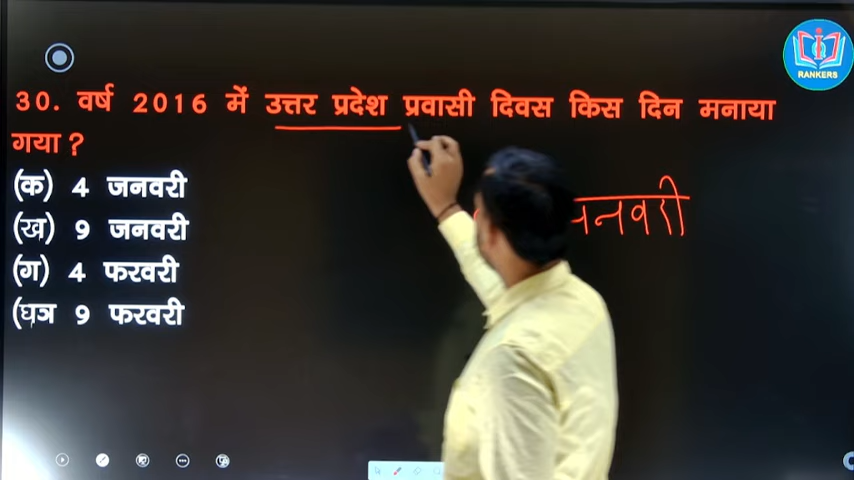 30. वर्ष 2016 में उत्तर प्रदेश प्रवासी दिवस किस दिन मनाया
गया ?
(क) 4 जनवरी
(ख) 9 जनवरी
(ग) 4 फरवरी
(घञ 9 फरवरी
RANKERS